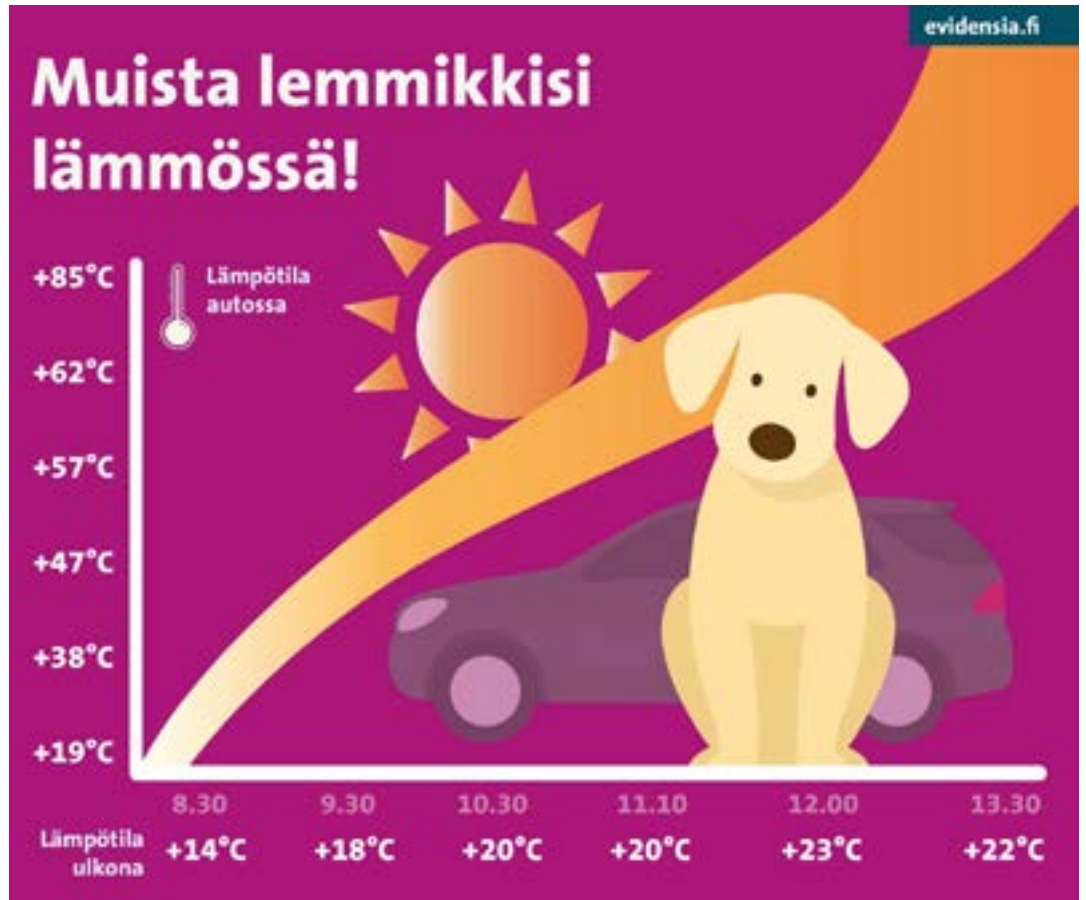 evidensia.fi
Muista lemmikkisi
lämmössä!
+85°C
Lämpötila
autossa
+62°C
+57°C
+47°C
+38°C
+19°C
8.30 9.30 10.30 11.10 12.00 13.30
Lämpötila
ulkona
+14°C +18°C +20°C +20°C +23°C +22°C